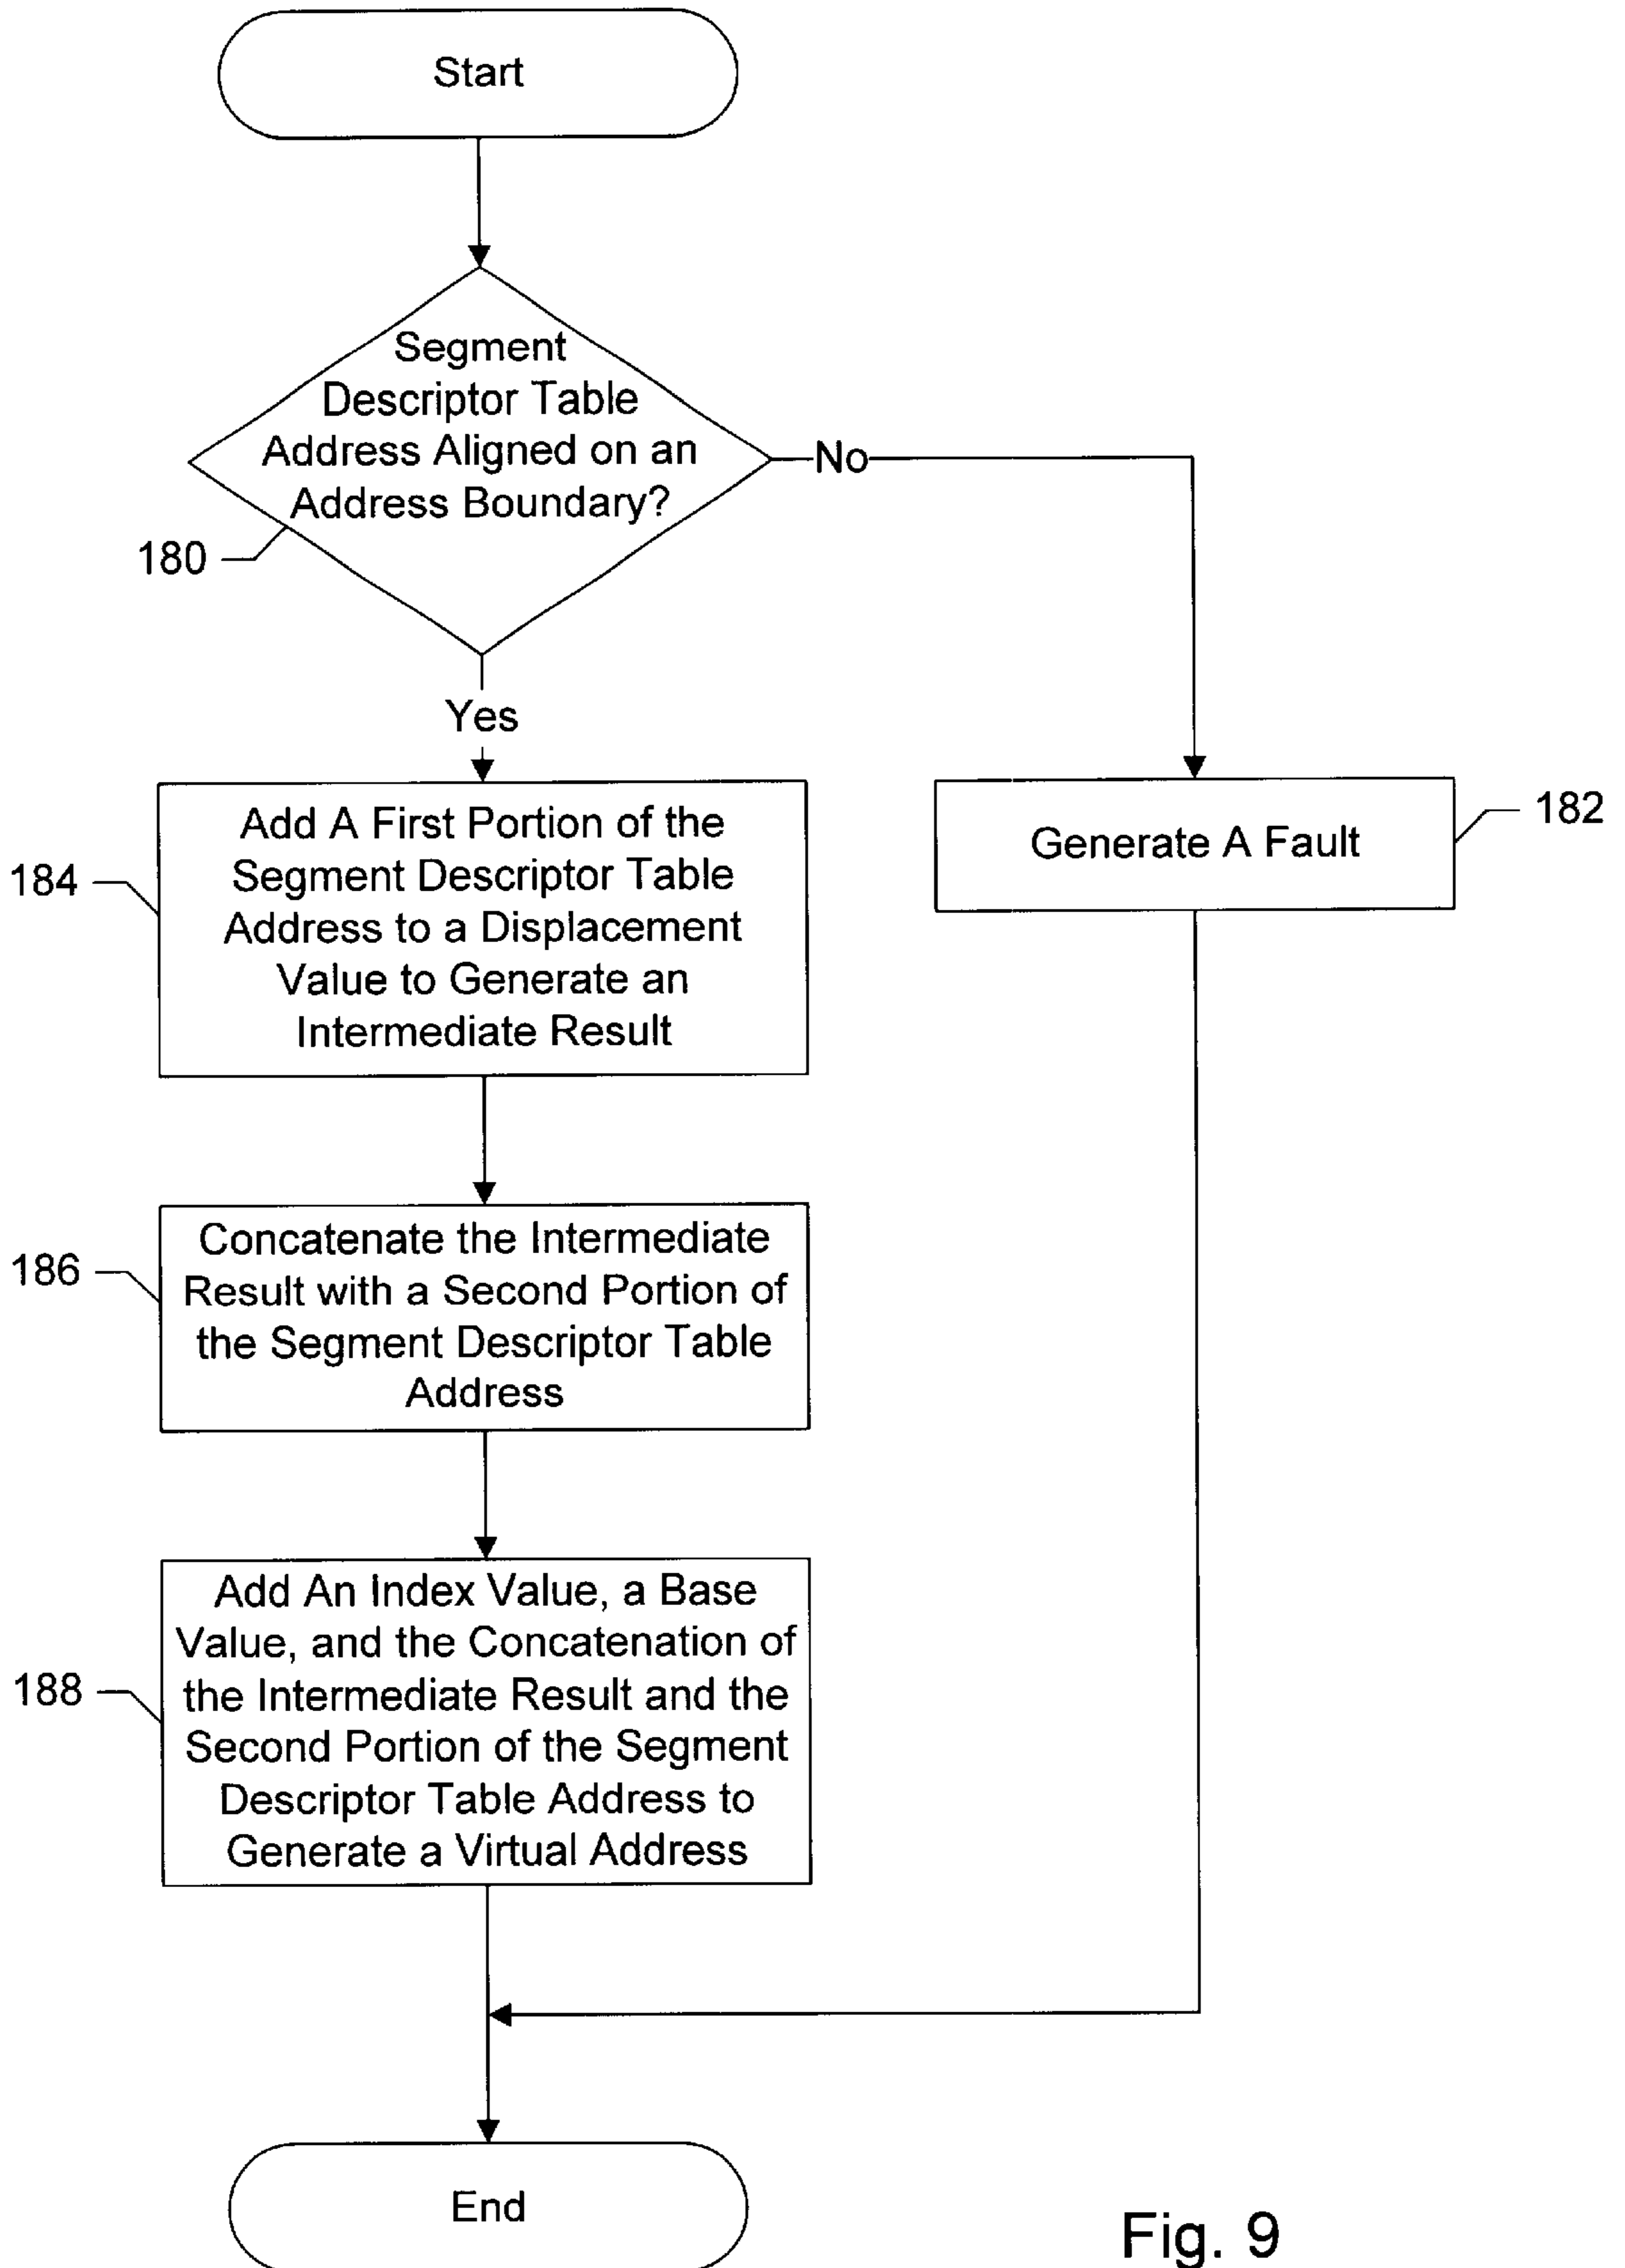 Start
Segment
Descriptor Table
Address Aligned on an
Address Boundary?
No
180
Yes
Add A First Portion of the
Segment Descriptor Table
Address to a Displacement
Value to Generate an
Intermediate Result
184
Generate A Fault
182
Concatenate the Intermediate
Result with a Second Portion of
the Segment Descriptor Table
Address
186
Add An Index Value, a Base
Value, and the Concatenation of
the Intermediate Result and the
Second Portion of the Segment
Descriptor Table Address to
Generate a Virtual Address
188
End
Fig. 9